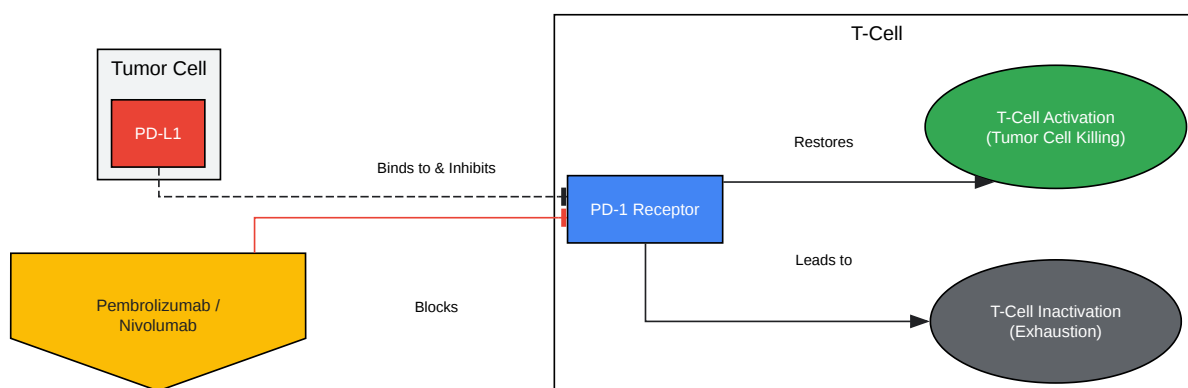 T-Cell
Tumor Cell
PD-L1
T-Cell Activation
(Tumor Cell Killing)
Restores
Binds to & Inhibits
PD-1 Receptor
Leads to
Pembrolizumab /
Nivolumab
Blocks
T-Cell Inactivation
(Exhaustion)